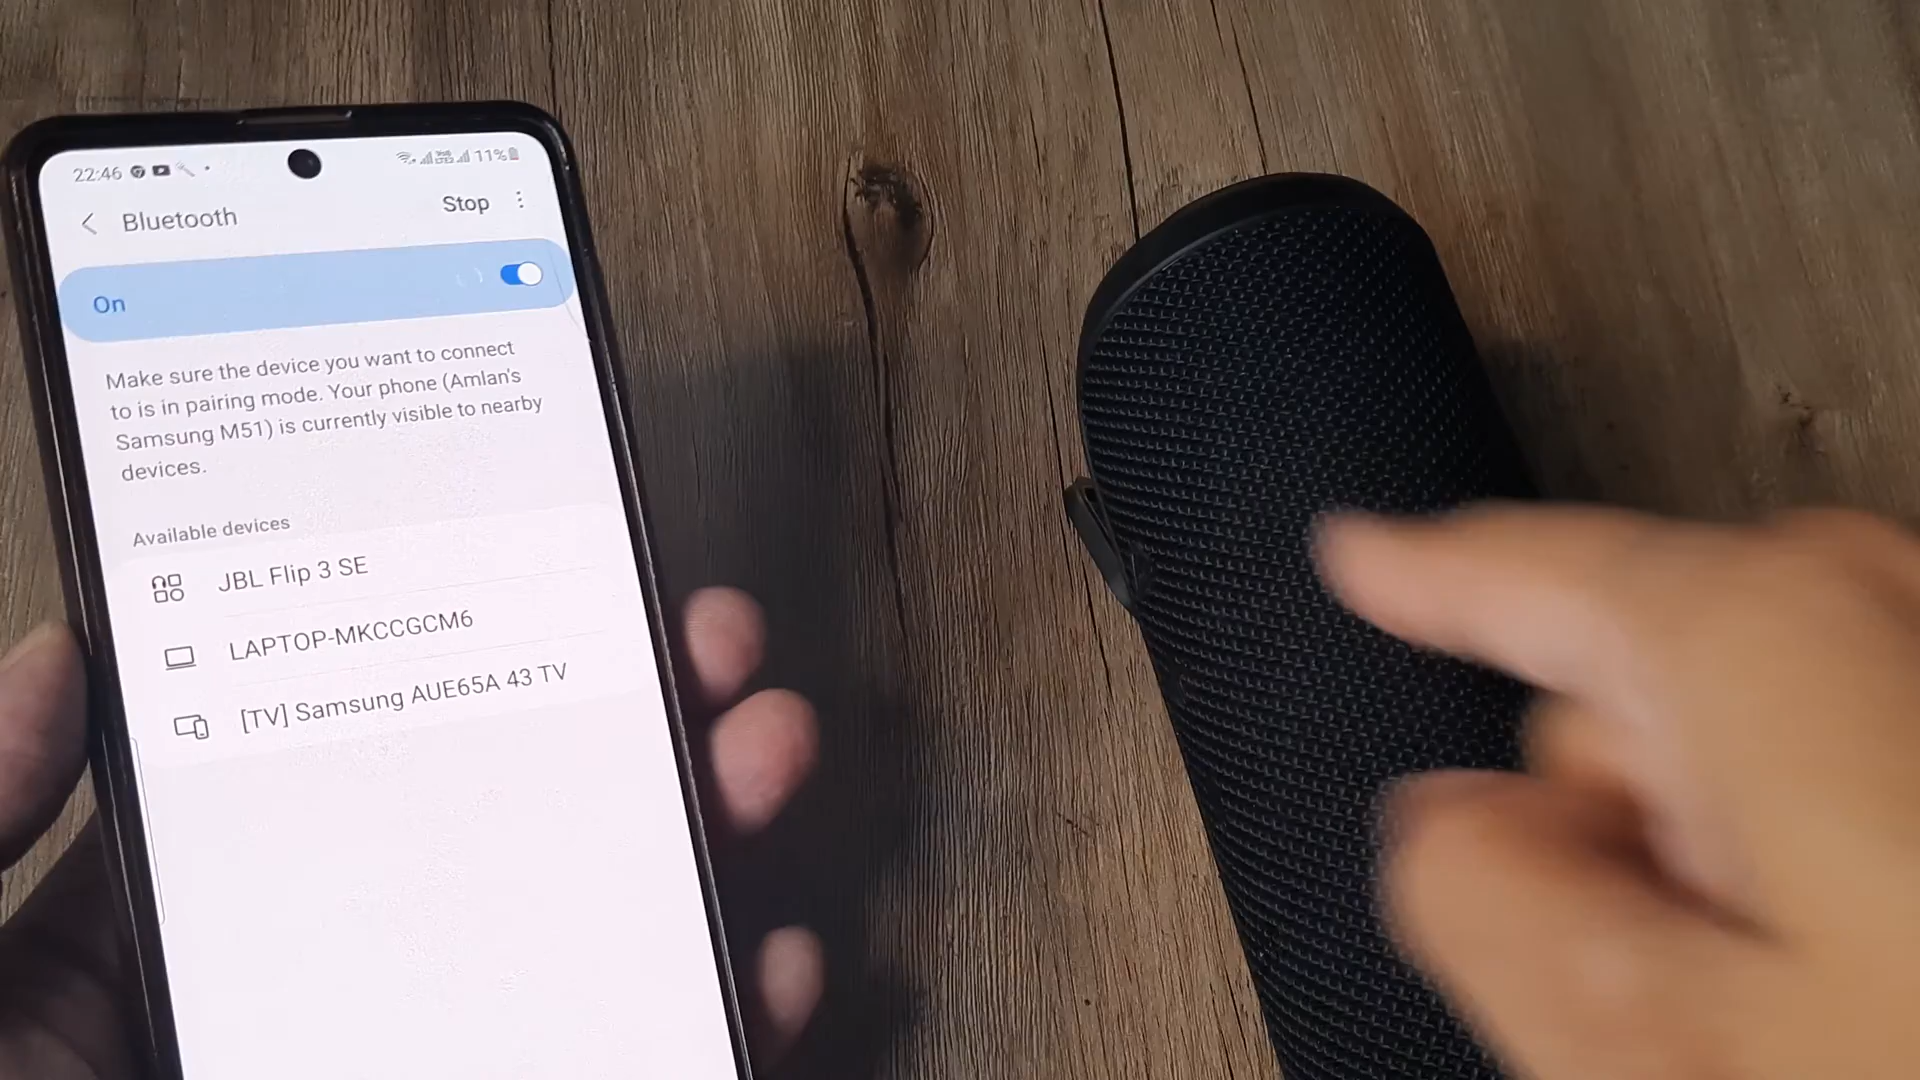 22:46
11%
Bluetooth
Stop
On
Make sure the device you want to connect
to is in pairing mode. Your phone (Amlan's
Samsung M51) is currently visible to nearby
devices.
Available devices
JBL Flip 3 SE
LAPTOP-MKCCGCM6
[TV] Samsung AUE65A 43 TV